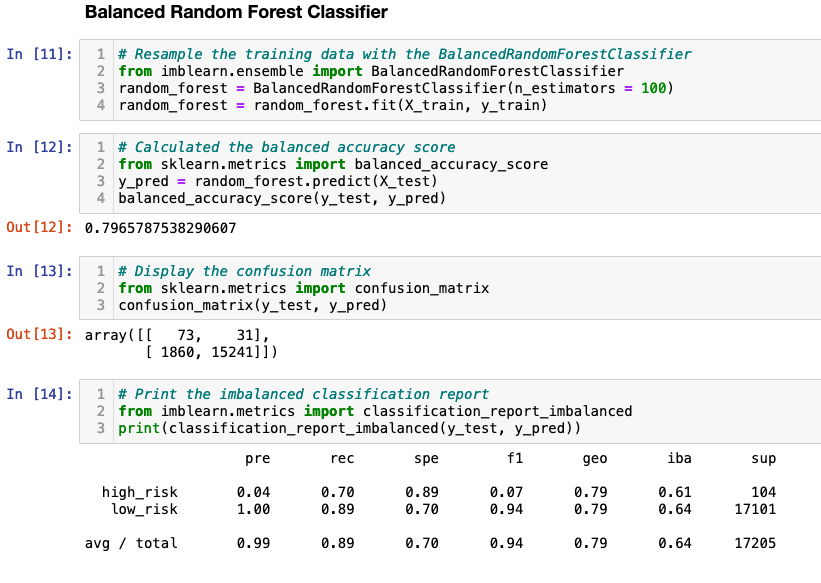 Balanced Random Forest Classifier
In [11]:
1 # Resample the training data with the BalancedRandomForestClassifier
2 from imblearn.ensemble import BalancedRandomForestClassifier
3 random_forest = BalancedRandomForestClassifier(n_estimators = 100)
4 random_forest = random_forest.fit(X_train, y_train)
In [12]:
1 # Calculated the balanced accuracy score
2 from sklearn.metrics import balanced_accuracy_score
3 y_pred = random_forest.predict(X_test)
4 balanced_accuracy_score(y_test, y_pred)
Out[12]: 0.7965787538290607
In [13]:
1 # Display the confusion matrix
2 from sklearn.metrics import confusion_matrix
3 confusion_matrix(y_test, y_pred)
Out[13]: array([[   73,    31],
       [ 1860, 15241]])
In [14]:
1 # Print the imbalanced classification report
2 from imblearn.metrics import classification_report_imbalanced
3 print(classification_report_imbalanced(y_test, y_pred))
pre rec spe f1 geo iba sup
high_risk 0.04 0.70 0.89 0.07 0.79 0.61 104
low_risk 1.00 0.89 0.70 0.94 0.79 0.64 17101
avg / total 0.99 0.89 0.70 0.94 0.79 0.64 17205